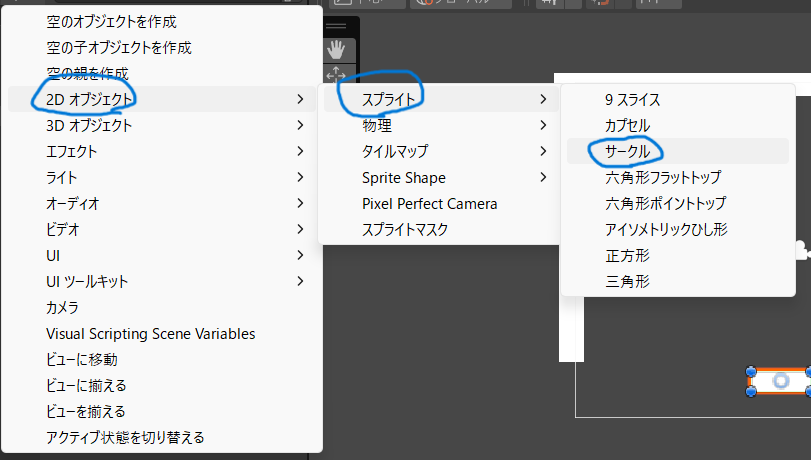 空のオブジェクトを作成
空の子オブジェクトを作成
空の親を作成
2D オブジェクト
3D オブジェクト
エフェクト
ライト
オーディオ
ビデオ
UI
UI ツールキット
カメラ
Visual Scripting Scene Variables
ビューに移動
ビューに揃える
ビューを揃える
アクティブ状態を切り替える
スプライト
物理
タイルマップ
Sprite Shape
Pixel Perfect Camera
スプライトマスク
9 スライス
カプセル
サークル
六角形フラットトップ
六角形ポイントトップ
アイソメトリックひし形
正方形
三角形